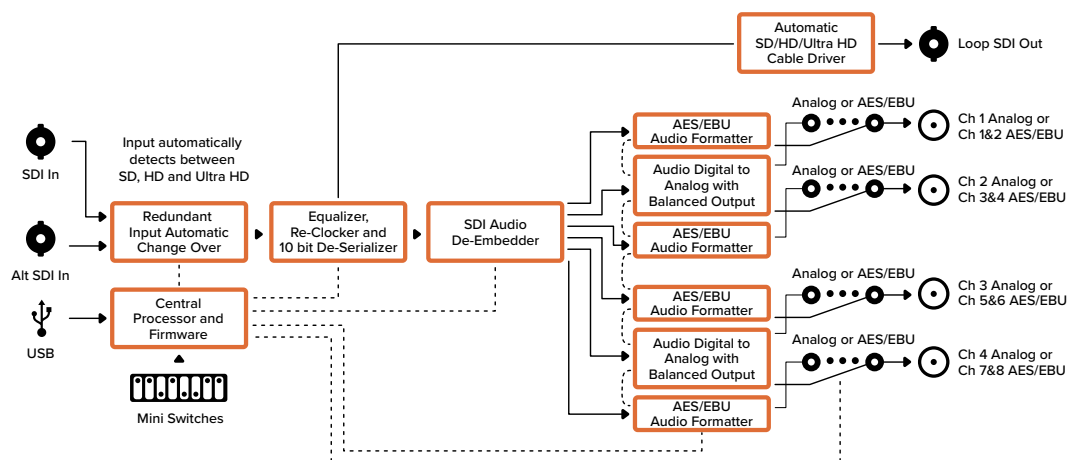 Automatic
SD/HD/Ultra HD
Cable Driver
Loop SDI Out
SDI In
Input automatically
detects between
SD, HD and Ultra HD
Alt SDI In
Redundant
Input Automatic
Change Over
Equalizer,
Re-Clocker and
10 bit De-Serializer
SDI Audio
De-Embedder
USB
Central
Processor and
Firmware
Mini Switches
AES/EBU
Audio Formatter
Audio Digital to
Analog with
Balanced Output
AES/EBU
Audio Formatter
AES/EBU
Audio Formatter
Audio Digital to
Analog with
Balanced Output
AES/EBU
Audio Formatter
Analog or AES/EBU
Ch 1 Analog or
Ch 1&2 AES/EBU
Analog or AES/EBU
Ch 2 Analog or
Ch 3&4 AES/EBU
Analog or AES/EBU
Ch 3 Analog or
Ch 5&6 AES/EBU
Analog or AES/EBU
Ch 4 Analog or
Ch 7&8 AES/EBU